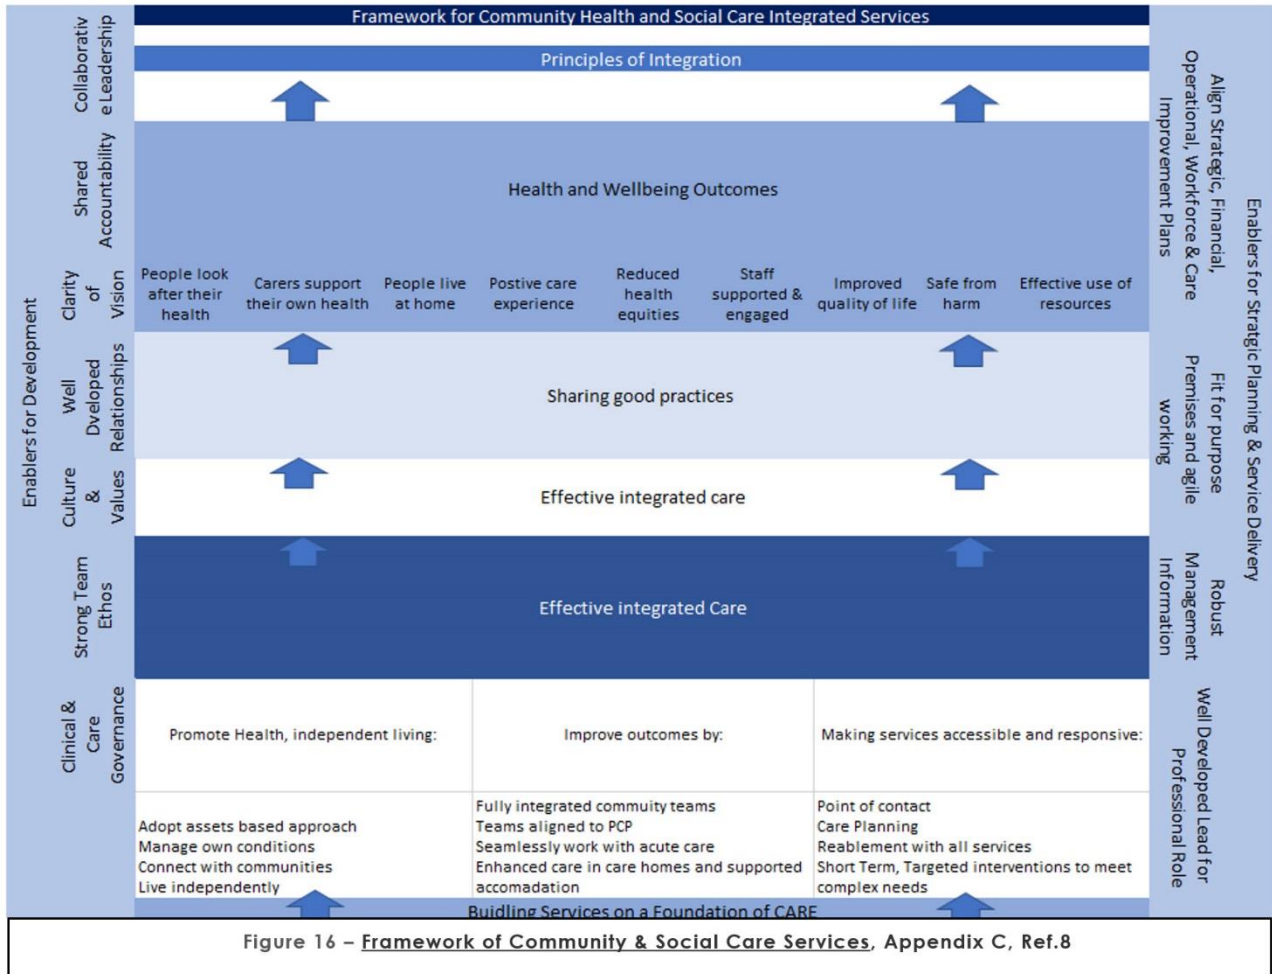 Framework for Community Health and Social Care Integrated Services
Principles of Integration
Health and Wellbeing Outcomes
People look
after their
health
Carers support
their own health
People live
at home
Postive care
experience
Reduced
health
equities
Staff
supported &
engaged
Improved
quality of life
Safe from
harm
Effective use of
resources
Sharing good practices
Effective integrated care
Effective integrated Care
Promote Health, independent living:
Improve outcomes by:
Making services accessible and responsive:
Adopt assets based approach
Manage own conditions
Connect with communities
Live independently
Fully integrated commuity teams
Teams aligned to PCP
Seamlessly work with acute care
Enhanced care in care homes and supported
accomadation
Point of contact
Care Planning
Reablement with all services
Short Term, Targeted interventions to meet
complex needs
Buidling Services on a Foundation of CARE
Enablers for Development
Collaborativ
e Leadership
Shared
Accountability
Clarity
of
Vision
Well
Dveloped
Relationships
Culture
&
Values
Strong Team
Ethos
Clinical &
Care
Governance
Enablers for Stratgic Planning & Service Delivery
Align Strategic, Financial,
Operational, Workforce & Care
Improvement Plans
Fit for purpose
Premises and agile
working
Robust
Management
Information
Well Developed Lead for
Professional Role
Figure 16 – Framework of Community & Social Care Services, Appendix C, Ref.8